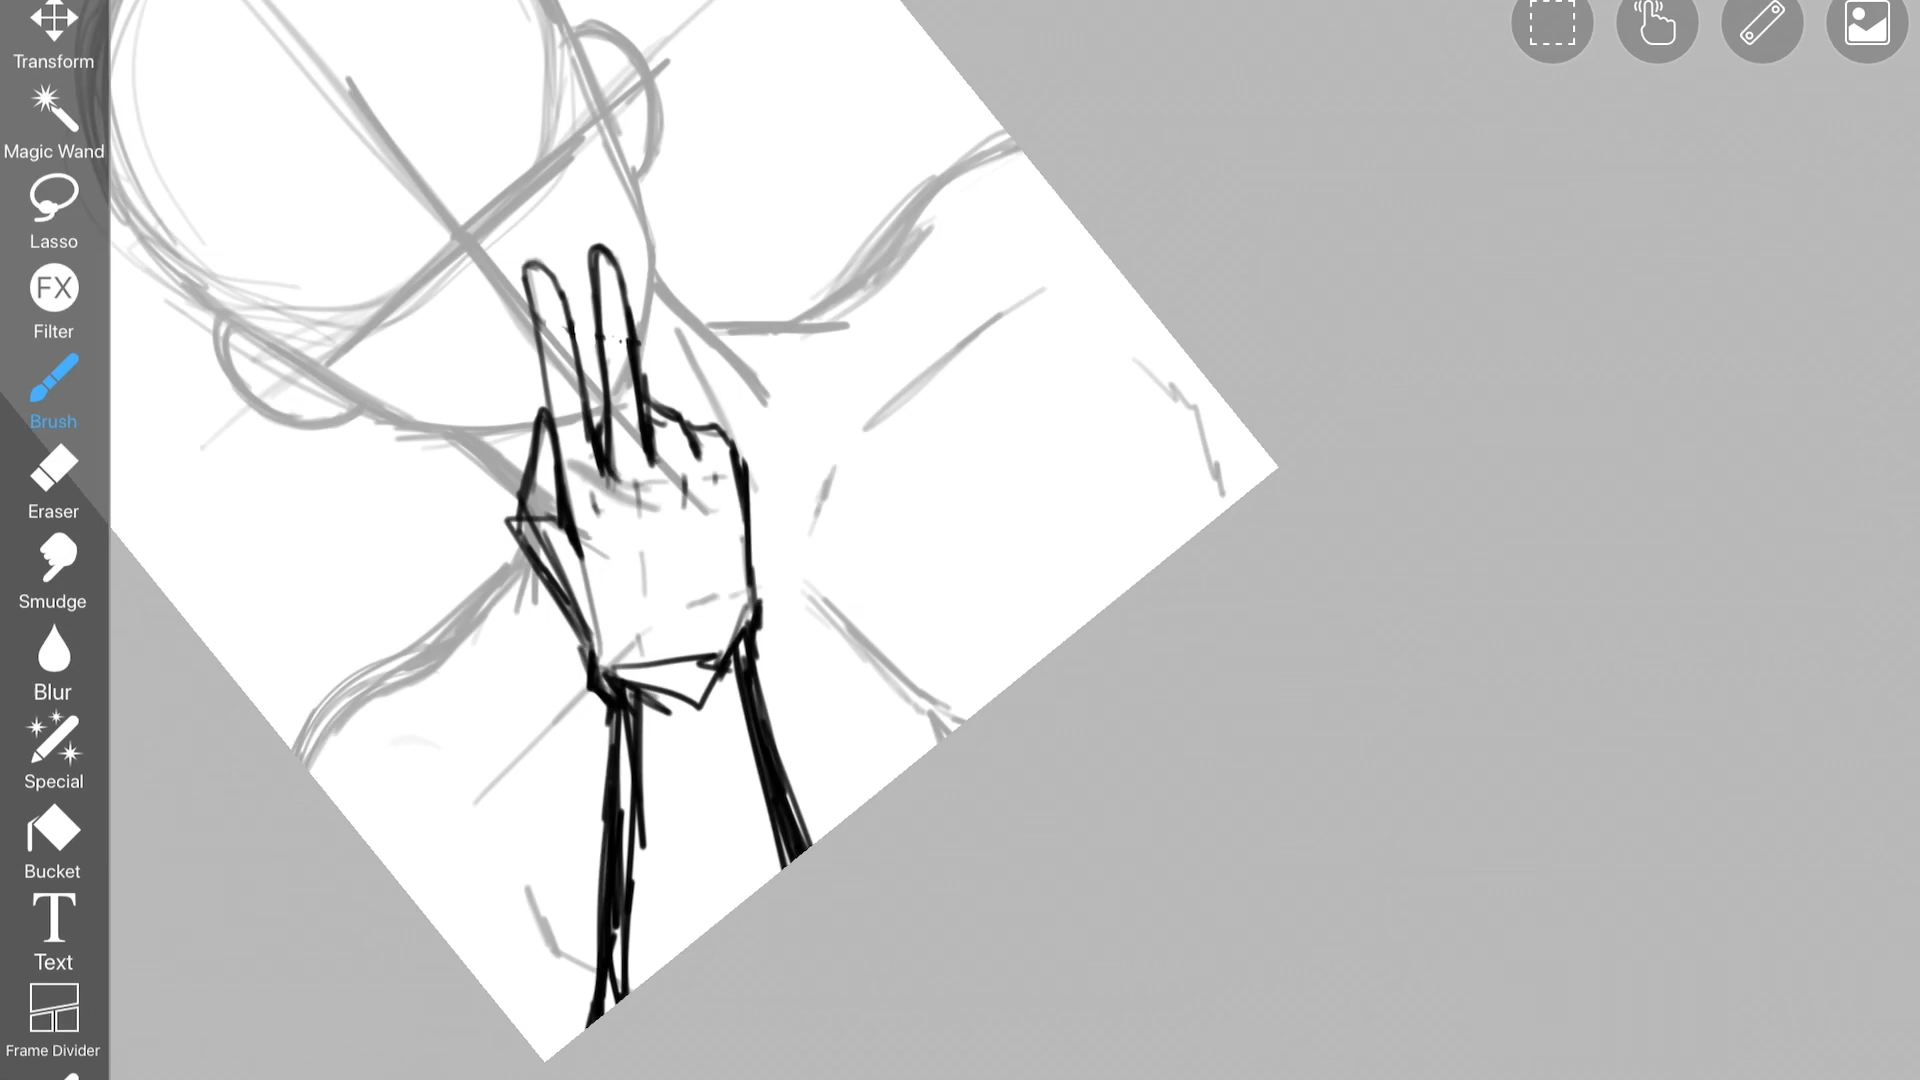 Transform
Magic Wand
Lasso
FX
Filter
Brush
Eraser
Smudge
Blur
Special
Bucket
T
Text
Frame Divider